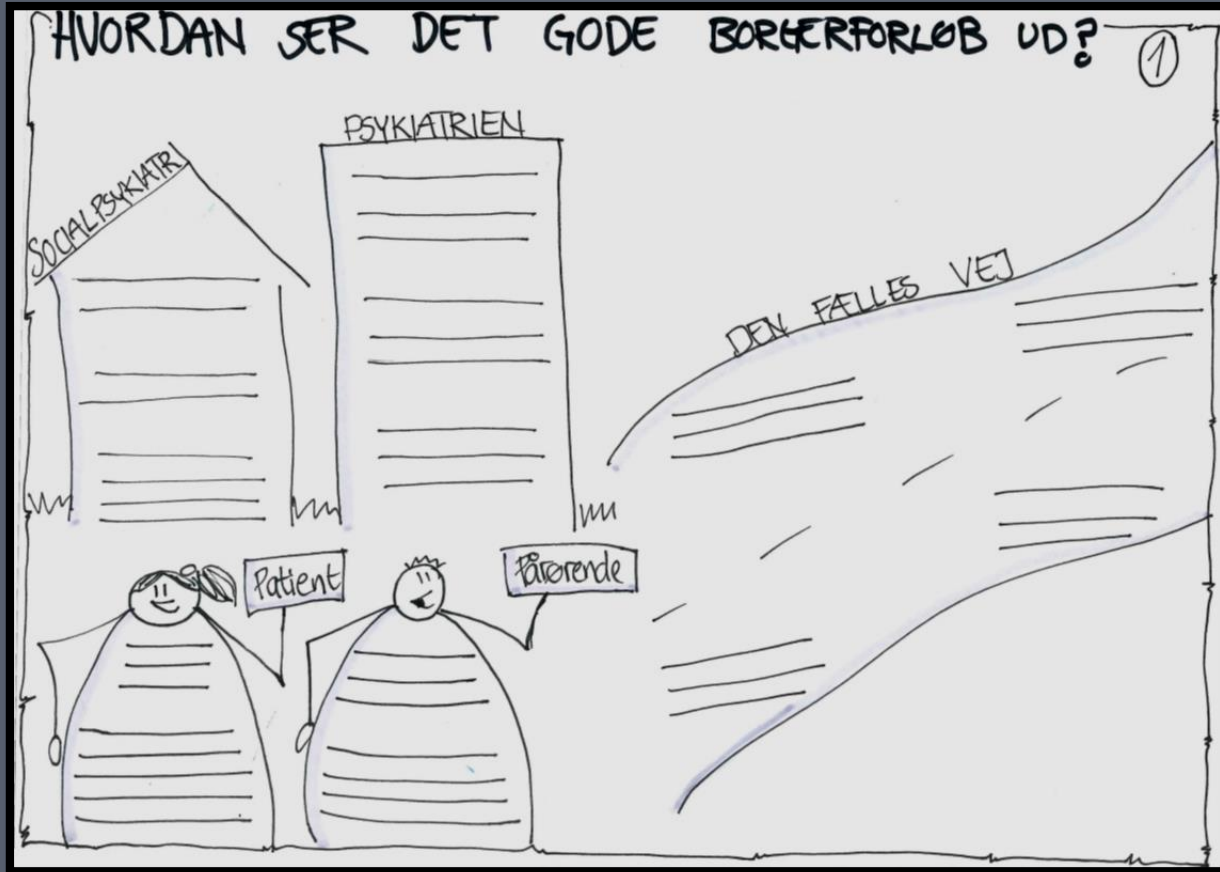 HVORDAN SER DET GODE BORGERFORLØB UD?
1
SOCIALPSYKIATRI
PSYKIATRIEN
DEN FÆLLES VEJ
Patient
Pårørende